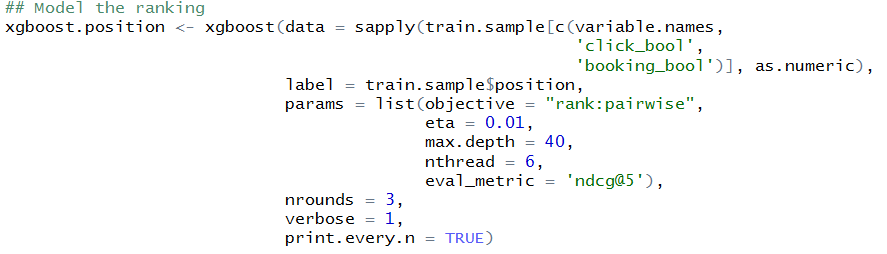 ## Model the ranking
xgboost.position <- xgboost(data = sapply(train.sample[c(variable.names,
'click_bool',
'booking_bool')], as.numeric),
label = train.sample$position,
params = list(objective = "rank:pairwise",
eta = 0.01,
max.depth = 40,
nthread = 6,
eval_metric = 'ndcg@5'),
nrounds = 3,
verbose = 1,
print.every.n = TRUE)